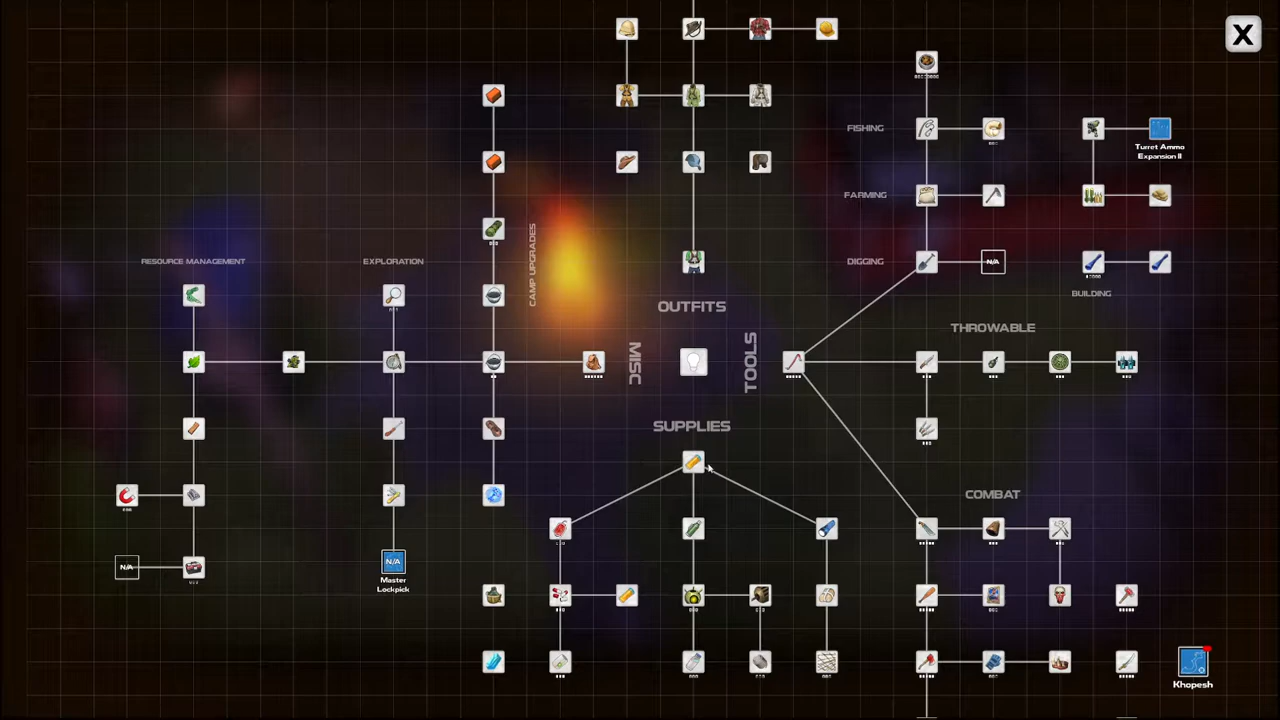 X
FISHING
Turret Ammo
Expansion II
FARMING
RESOURCE MANAGEMENT
EXPLORATION
CAMP UPGRADES
DIGGING
N/A
BUILDING
OUTFITS
THROWABLE
MISC
TOOLS
SUPPLIES
COMBAT
N/A
N/A
Master
Lockpick
Khopesh